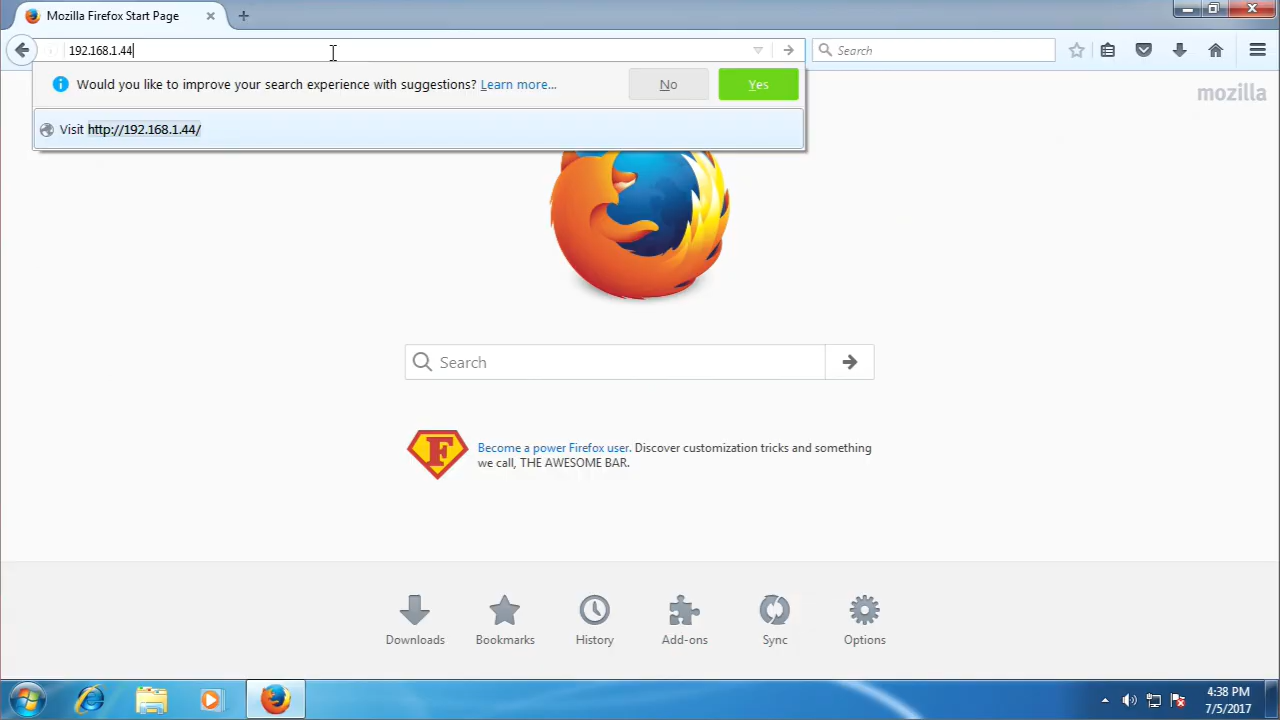 Mozilla Firefox Start Page
192.168.1.44
Search
Would you like to improve your search experience with suggestions? Learn more...
No
Yes
Visit http://192.168.1.44/
mozilla
Search
F
Become a power Firefox user. Discover customization tricks and something
we call, THE AWESOME BAR.
Downloads
Bookmarks
History
Add-ons
Sync
Options
4:38 PM
7/5/2017